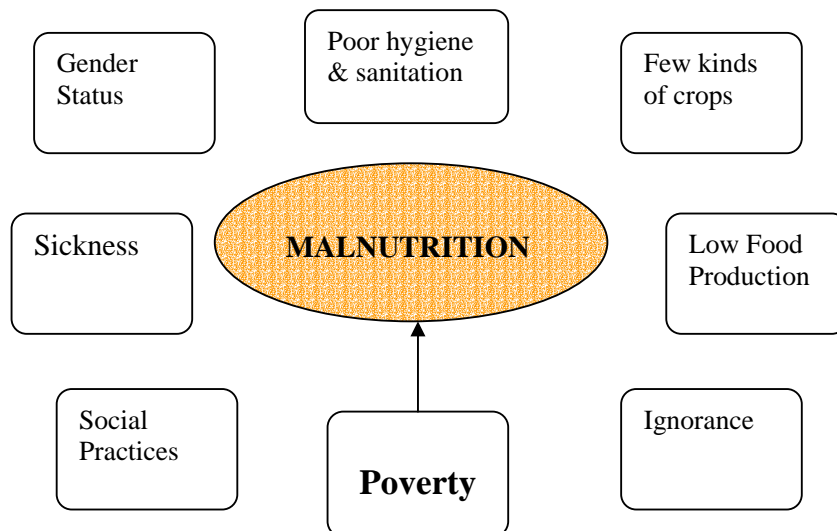 Gender
Status
Poor hygiene
& sanitation
Few kinds
of crops
Sickness
MALNUTRITION
Low Food
Production
Social
Practices
Poverty
Ignorance